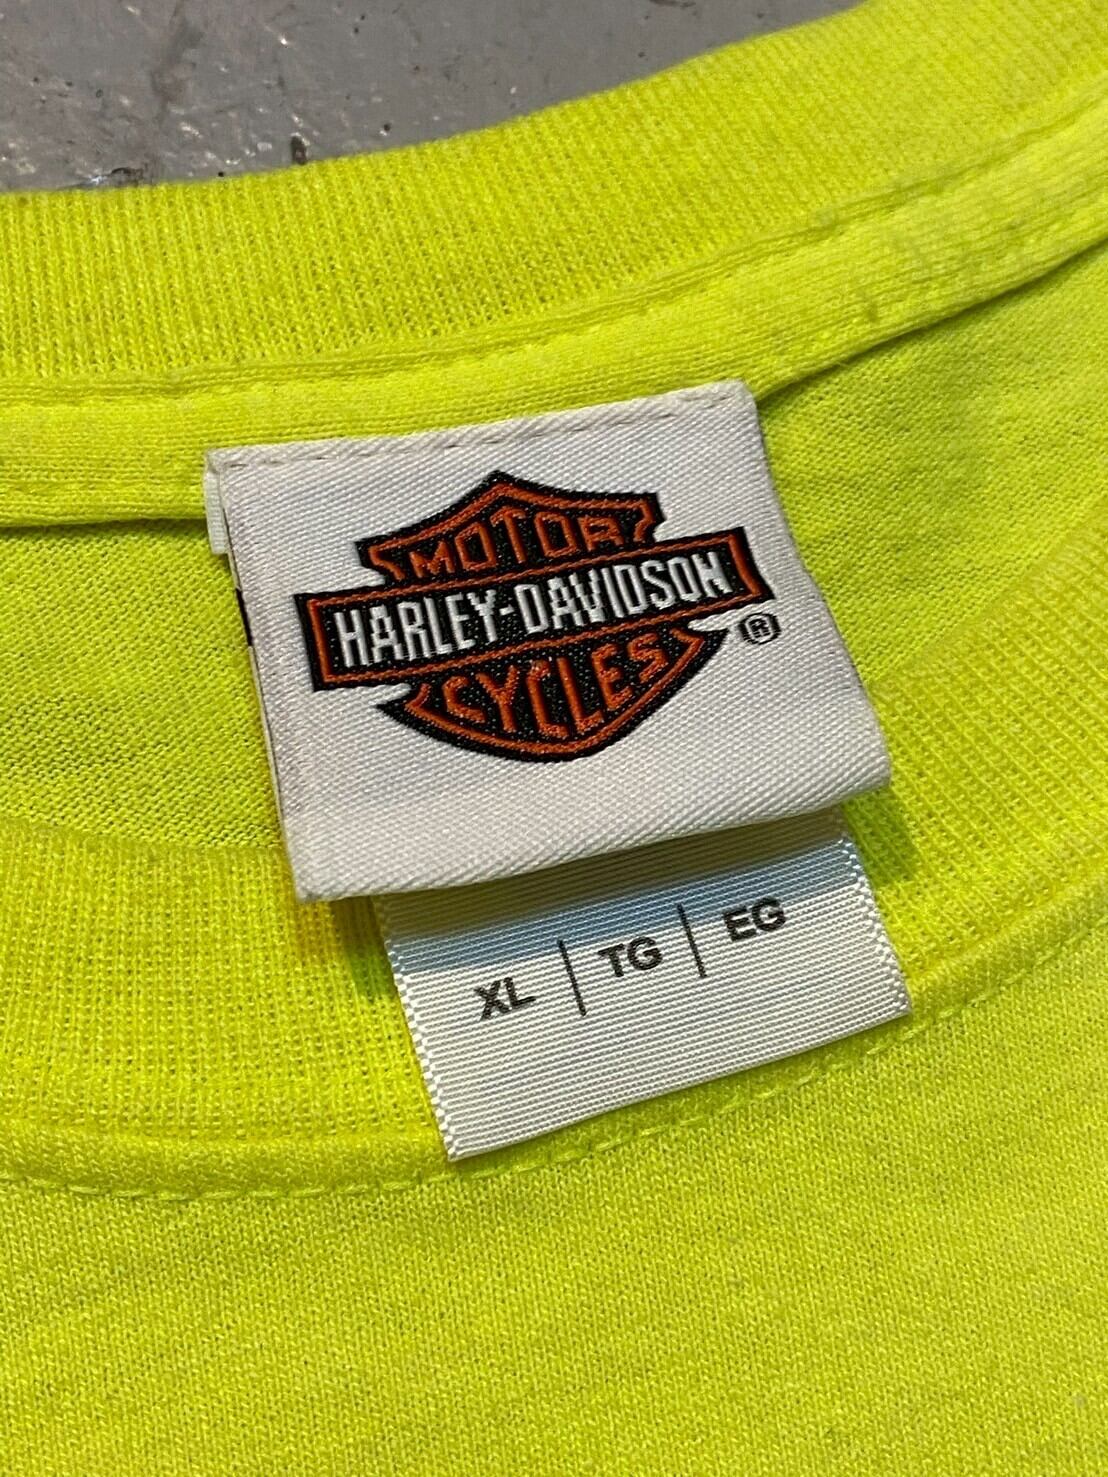 MOTOR
HARLEY-DAVIDSON
CYCLES
®
XL | TG | EG